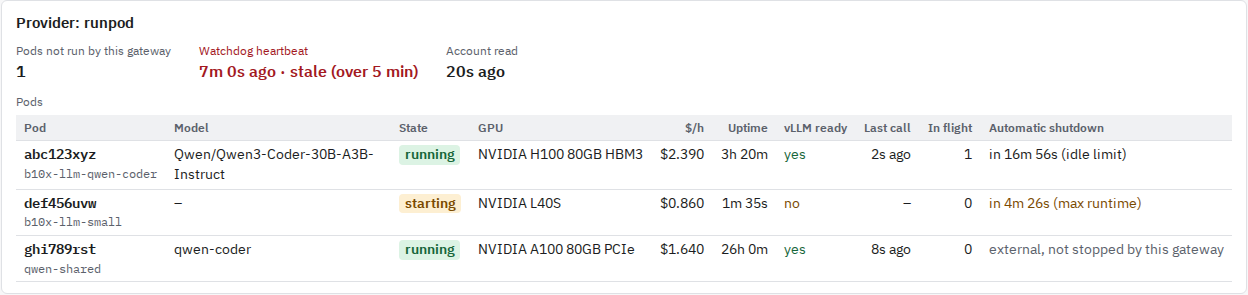 Provider: runpod
Pods not run by this gateway Watchdog heartbeat Account read
1 7m 0s ago · stale (over 5 min) 20s ago
Pods
Pod Model State GPU $/h Uptime vLLM ready Last call In flight Automatic shutdown
abc123xyz Qwen/Qwen3-Coder-30B-A3B- running NVIDIA H100 80GB HBM3 $2.390 3h 20m yes 2s ago 1 in 16m 56s (idle limit)
b10x-llm-qwen-coder Instruct
def456uvw – starting NVIDIA L40S $0.860 1m 35s no – 0 in 4m 26s (max runtime)
b10x-llm-small
ghi789rst qwen-coder running NVIDIA A100 80GB PCIe $1.640 26h 0m yes 8s ago 0 external, not stopped by this gateway
qwen-shared